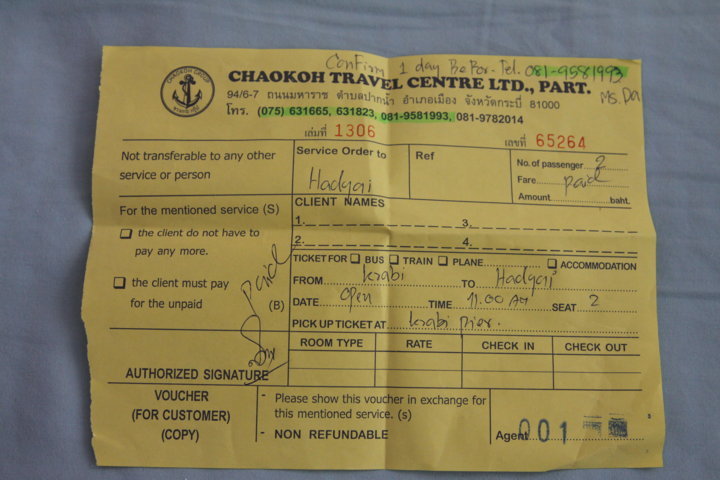 Confirm 1 day BeFor. Tel. 081-9581993
CHAOKOH GROUP
CHAOKOH TRAVEL CENTRE LTD., PART.
94/6-7 ถนนมหาราช ตำบลปากน้ำ อำเภอเมือง จังหวัดกระบี่ 81000
โทร. (075) 631665, 631823, 081-9581993, 081-9782014
MS. Da
เล่มที่ 1306
เลขที่ 65264
Not transferable to any other
service or person
Service Order to
Hadyai
Ref
No. of passenger 2
Fare paid
Amount baht.
For the mentioned service (S)
the client do not have to
pay any more.
the client must pay
for the unpaid (B)
paid
AUTHORIZED SIGNATURE
CLIENT NAMES
1. 3.
2. 4.
TICKET FOR BUS TRAIN PLANE ACCOMMODATION
FROM krabi TO Hadyai
DATE open TIME 11.00 AM SEAT 2
PICK UP TICKET AT krabi pier.
ROOM TYPE RATE CHECK IN CHECK OUT
VOUCHER
(FOR CUSTOMER)
(COPY)
- Please show this voucher in exchange for
this mentioned service. (s)
- NON REFUNDABLE
Agent 001